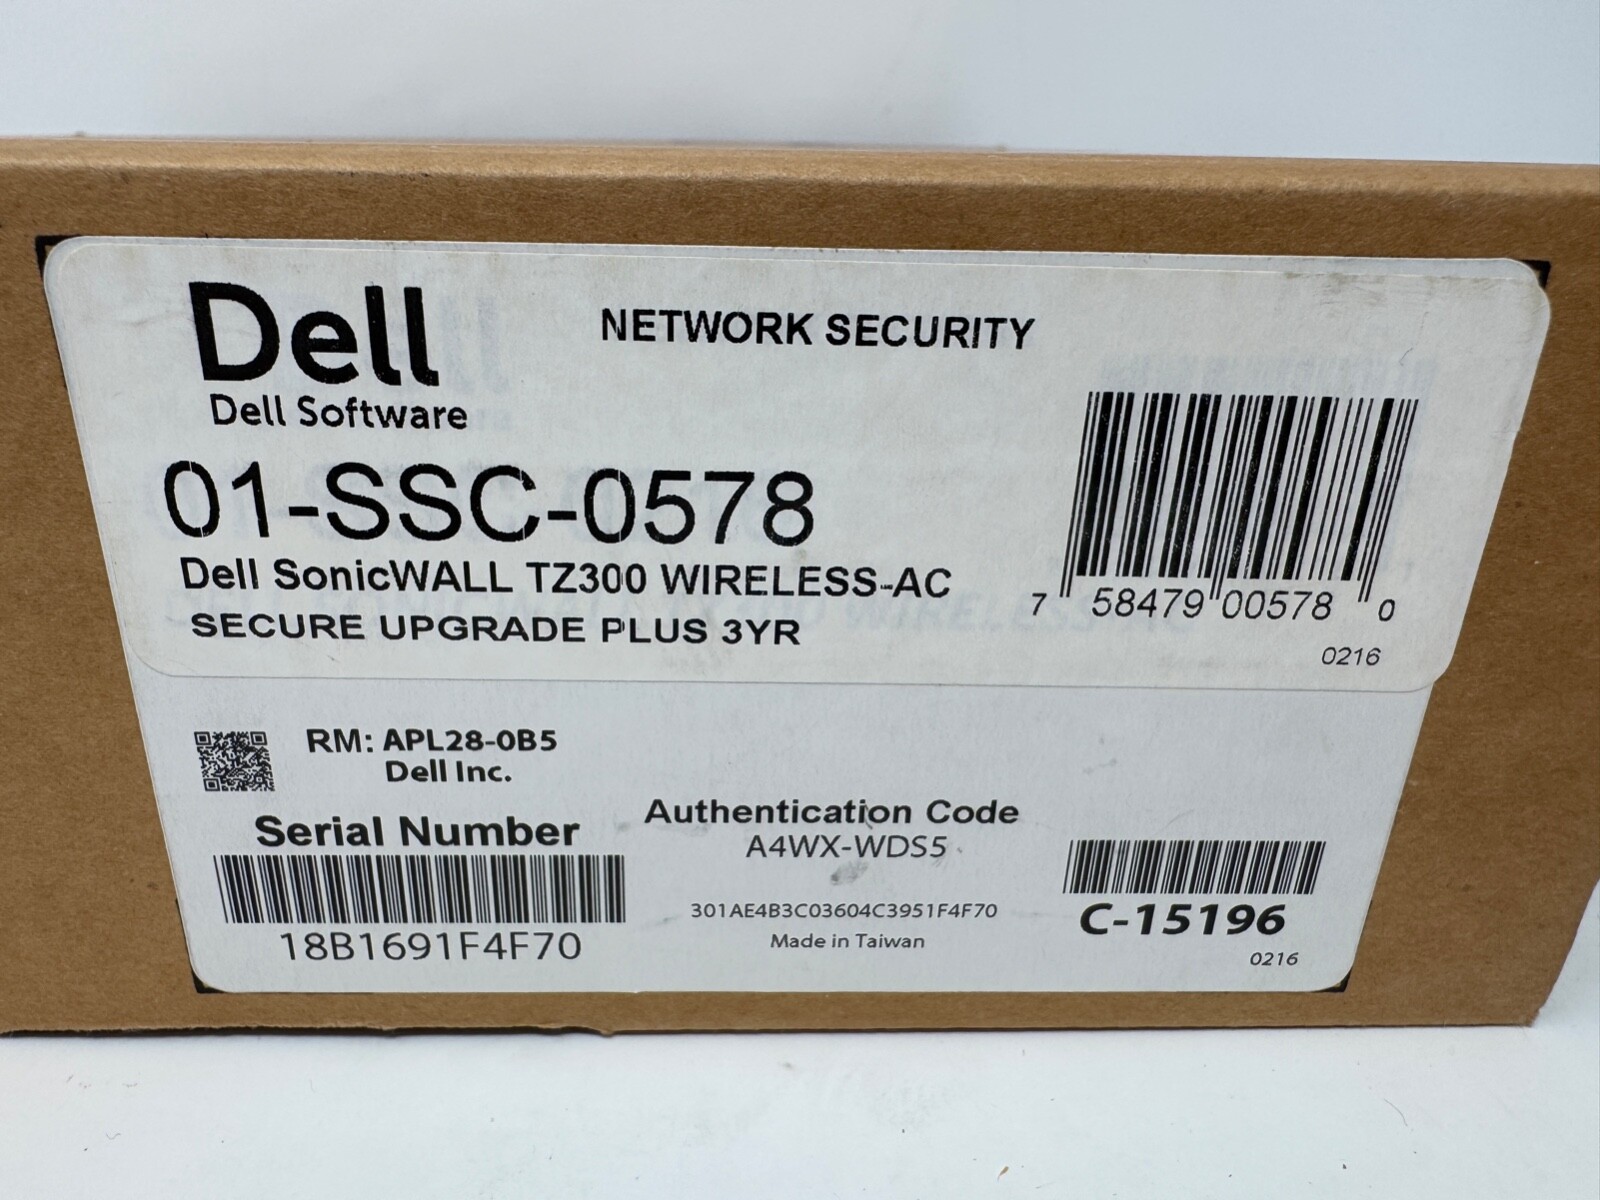 Dell
Dell Software
NETWORK SECURITY
01-SSC-0578
Dell SonicWALL TZ300 WIRELESS-AC
SECURE UPGRADE PLUS 3YR
7 58479 00578 0
0216
RM: APL28-0B5
Dell Inc.
Serial Number
18B1691F4F70
Authentication Code
A4WX-WDS5
301AE4B3C03604C3951F4F70
Made in Taiwan
C-15196
0216